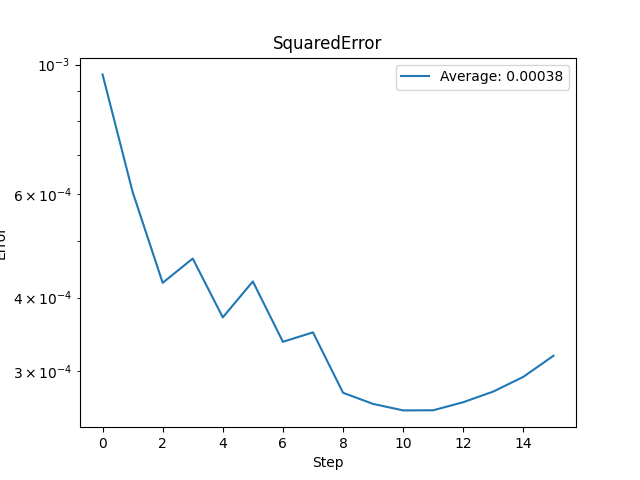 SquaredError
Average: 0.00038
10⁻³
6 × 10⁻⁴
4 × 10⁻⁴
3 × 10⁻⁴
Error
0 2 4 6 8 10 12 14
Step